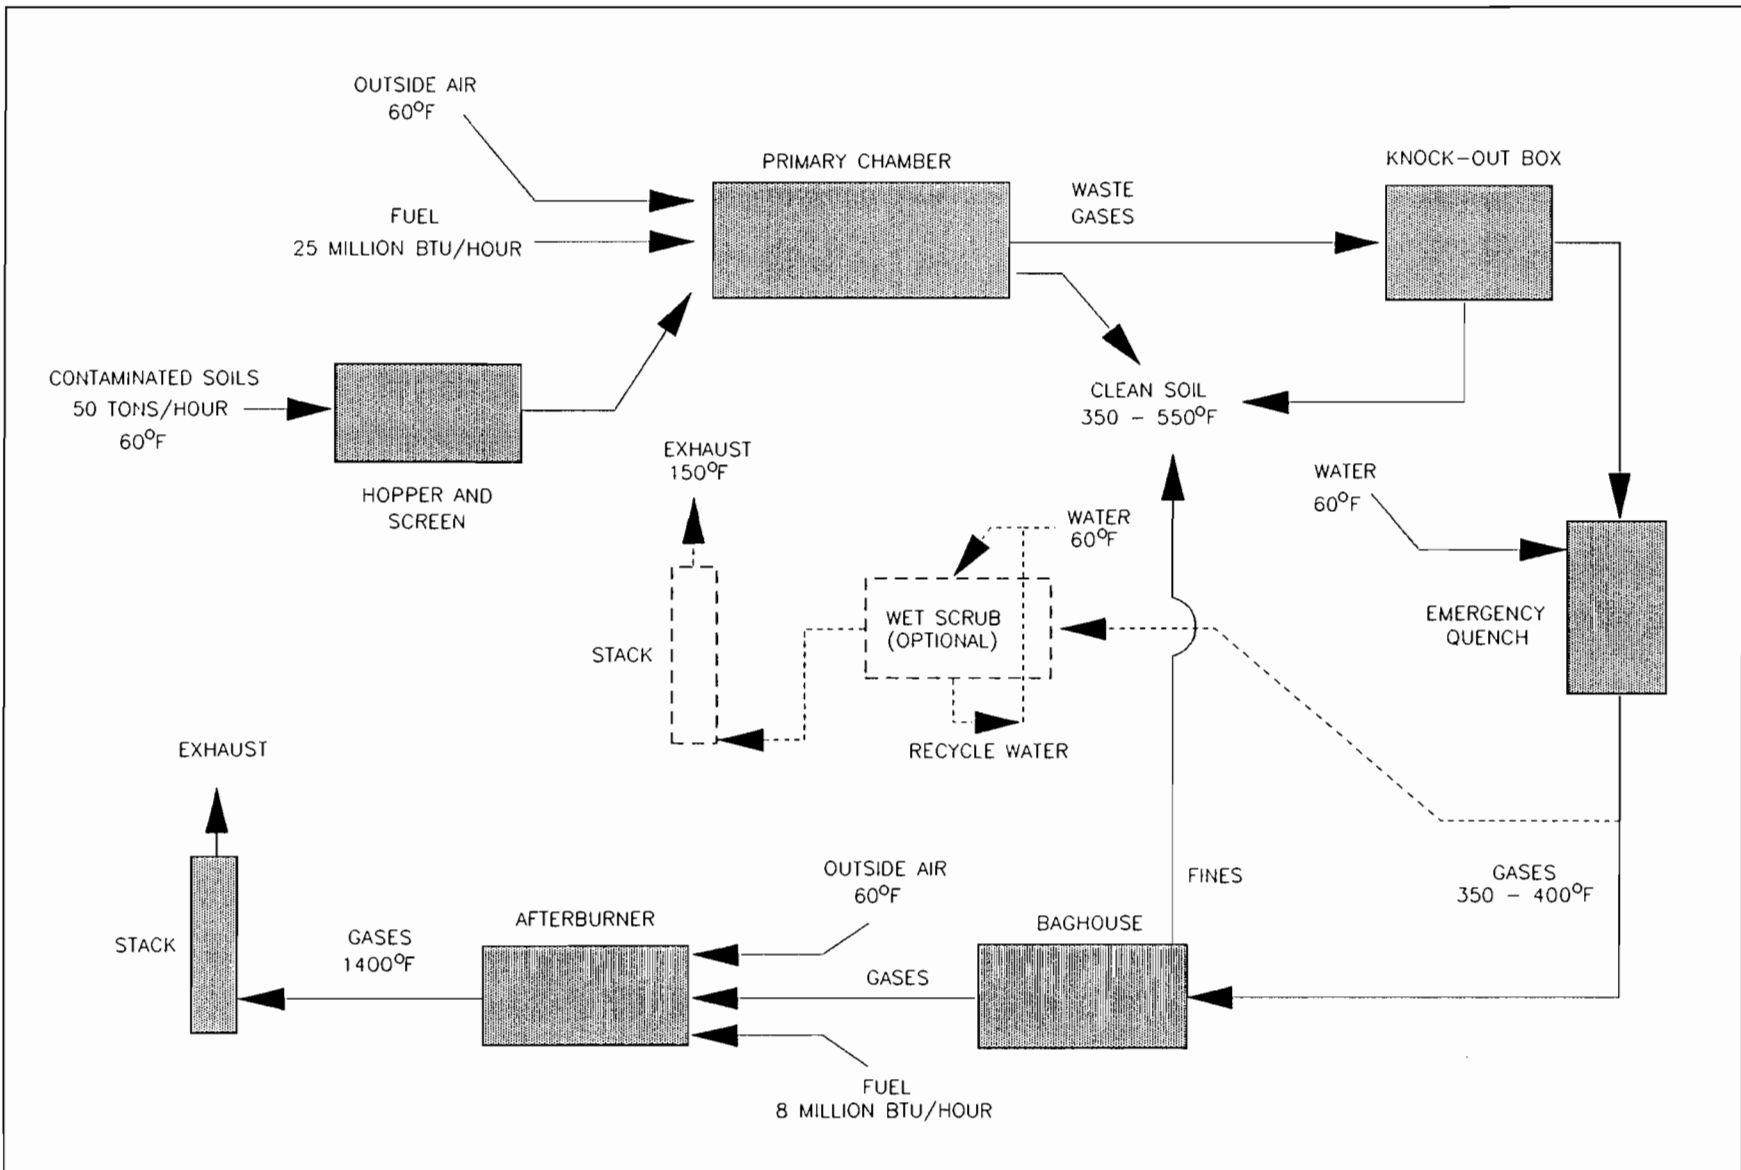 OUTSIDE AIR
60°F
PRIMARY CHAMBER
KNOCK-OUT BOX
WASTE
GASES
FUEL
25 MILLION BTU/HOUR
CONTAMINATED SOILS
50 TONS/HOUR
60°F
CLEAN SOIL
350 - 550°F
EXHAUST
150°F
HOPPER AND
SCREEN
WATER
60°F
WATER
60°F
WET SCRUB
(OPTIONAL)
EMERGENCY
QUENCH
STACK
RECYCLE WATER
EXHAUST
OUTSIDE AIR
60°F
FINES
GASES
350 - 400°F
AFTERBURNER
BAGHOUSE
STACK
GASES
1400°F
GASES
FUEL
8 MILLION BTU/HOUR